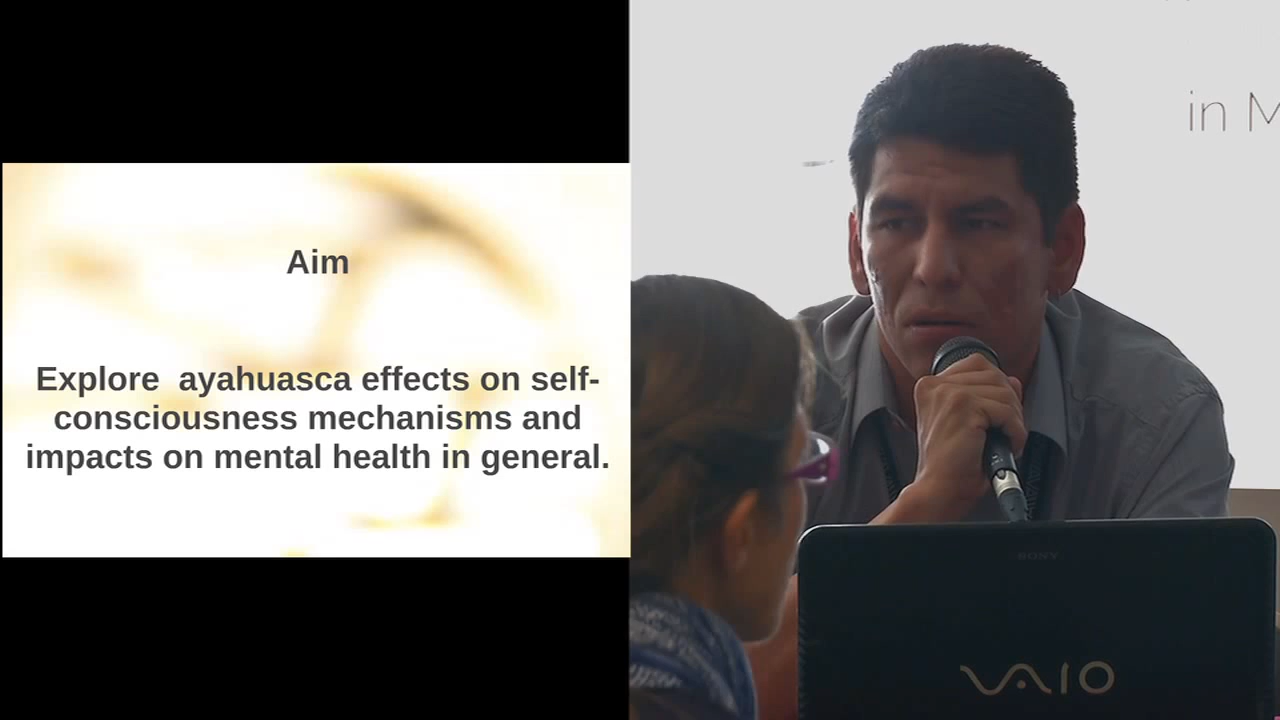 Aim
Explore  ayahuasca effects on self-
consciousness mechanisms and
impacts on mental health in general.
in M
SONY
VAIO